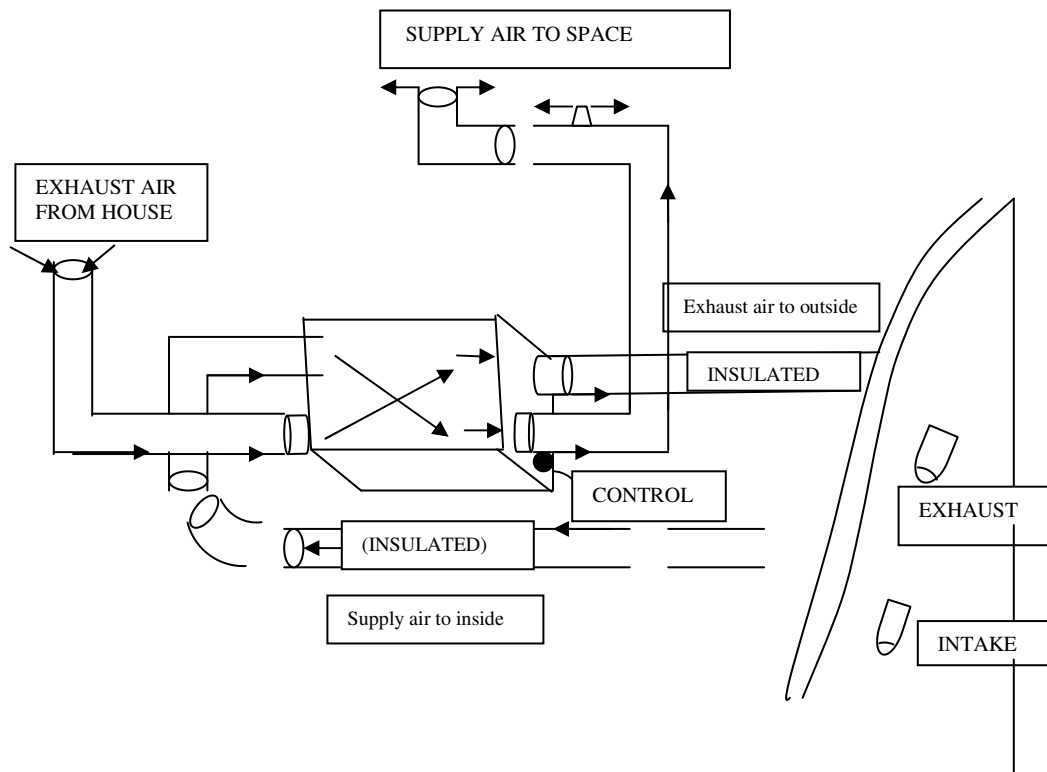 SUPPLY AIR TO SPACE
EXHAUST AIR
FROM HOUSE
Exhaust air to outside
INSULATED
CONTROL
EXHAUST
(INSULATED)
Supply air to inside
INTAKE